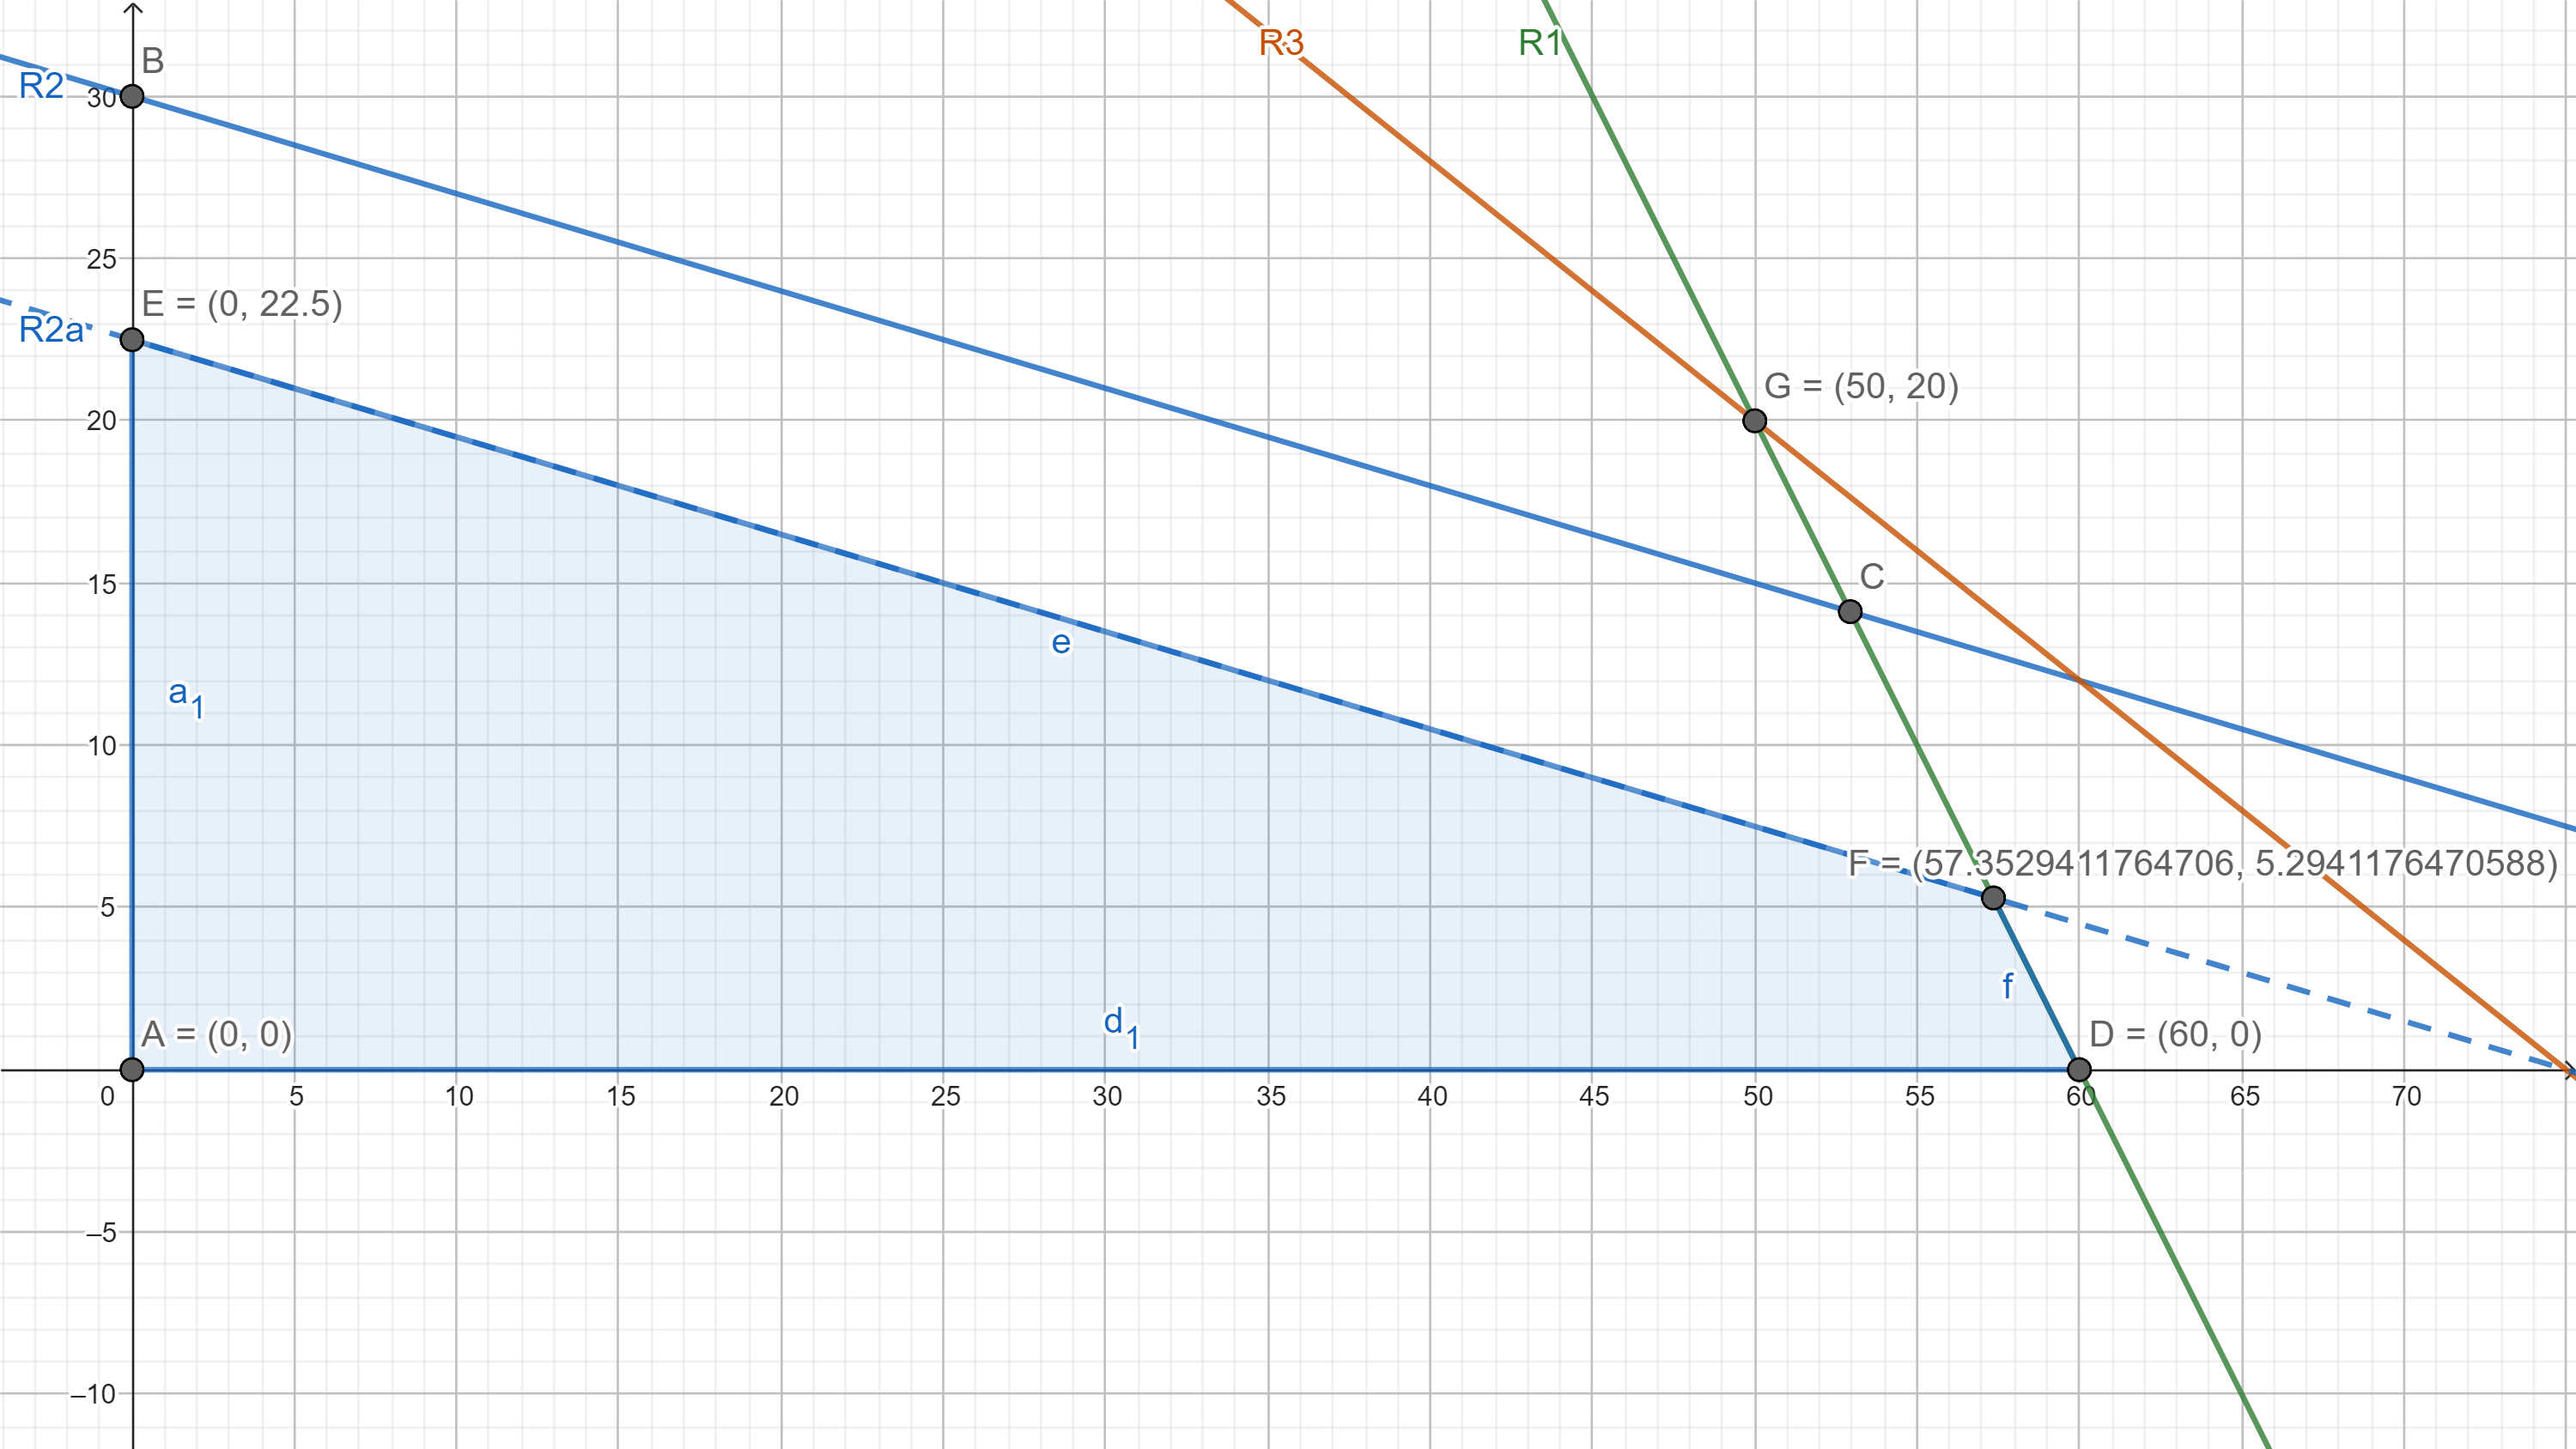 R3
R1
B
R2
30
25
E = (0, 22.5)
R2a
G = (50, 20)
20
C
15
e
a1
10
F = (57.3529411764706, 5.2941176470588)
5
f
d1
A = (0, 0)
D = (60, 0)
0 5 10 15 20 25 30 35 40 45 50 55 60 65 70
–5
–10